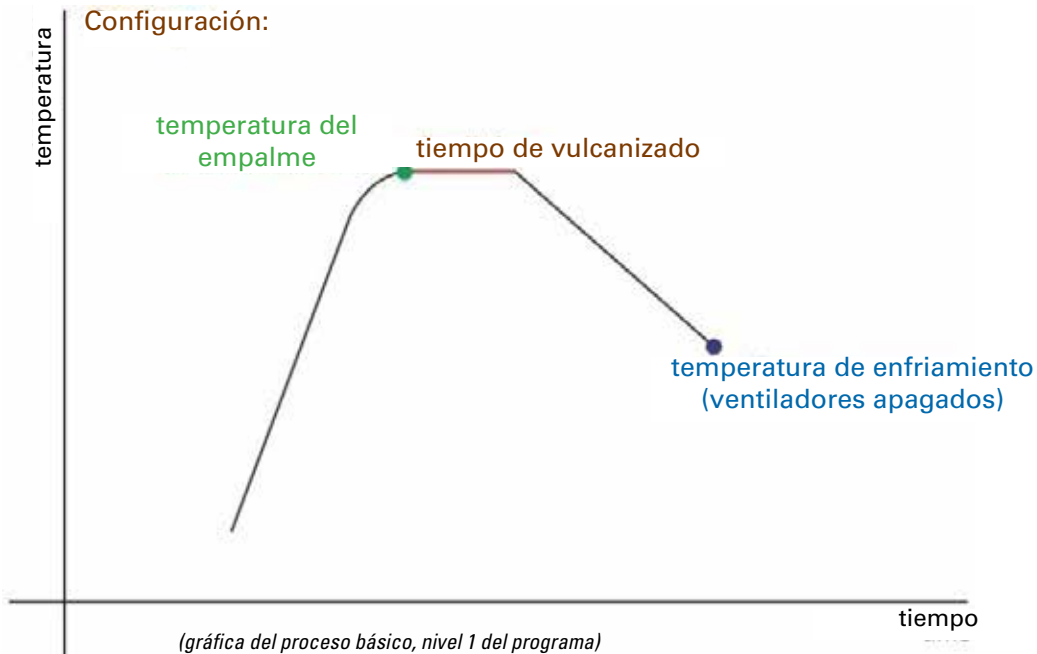 Configuración:
temperatura
temperatura del
empalme
tiempo de vulcanizado
temperatura de enfriamiento
(ventiladores apagados)
tiempo
(gráfica del proceso básico, nivel 1 del programa)